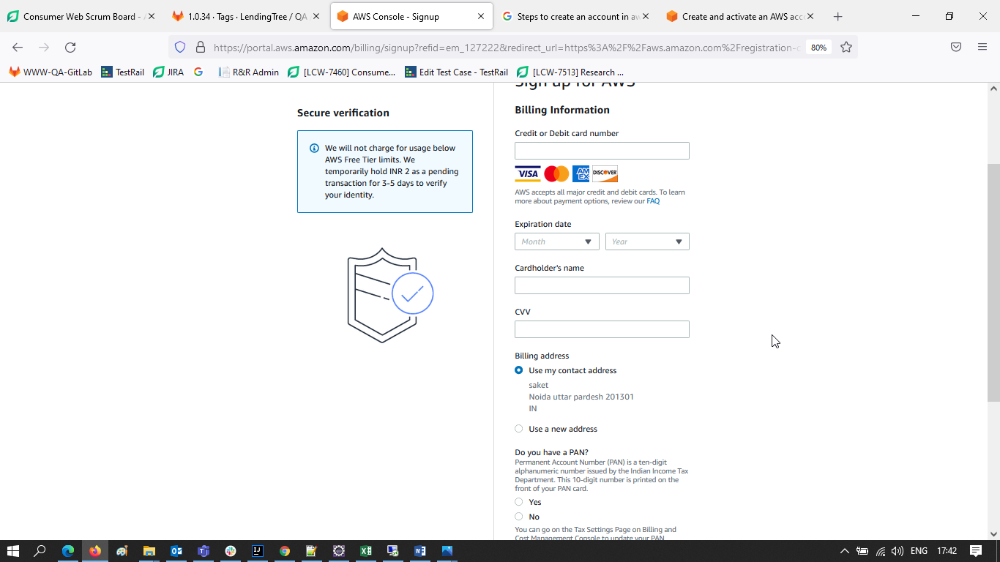 Consumer Web Scrum Board - A
1.0.34 · Tags · LendingTree / QA
AWS Console - Signup
Steps to create an account in aw
Create and activate an AWS acc
https://portal.aws.amazon.com/billing/signup?refid=em_127222&redirect_url=https%3A%2F%2Faws.amazon.com%2Fregistration-c
80%
WWW-QA-GitLab
TestRail
JIRA
R&R Admin
[LCW-7460] Consume...
Edit Test Case - TestRail
[LCW-7513] Research ...
Sign up for AWS
Secure verification
We will not charge for usage below
AWS Free Tier limits. We
temporarily hold INR 2 as a pending
transaction for 3-5 days to verify
your identity.
Billing Information
Credit or Debit card number
VISA
AM
EX
DISCOVER
AWS accepts all major credit and debit cards. To learn
more about payment options, review our FAQ
Expiration date
Month
Year
Cardholder's name
CVV
Billing address
Use my contact address
saket
Noida uttar pardesh 201301
IN
Use a new address
Do you have a PAN?
Permanent Account Number (PAN) is a ten-digit
alphanumeric number issued by the Indian Income Tax
Department. This 10-digit number is printed on the
front of your PAN card.
Yes
No
You can go on the Tax Settings Page on Billing and
Cost Management Console to update your PAN
ENG
17:42